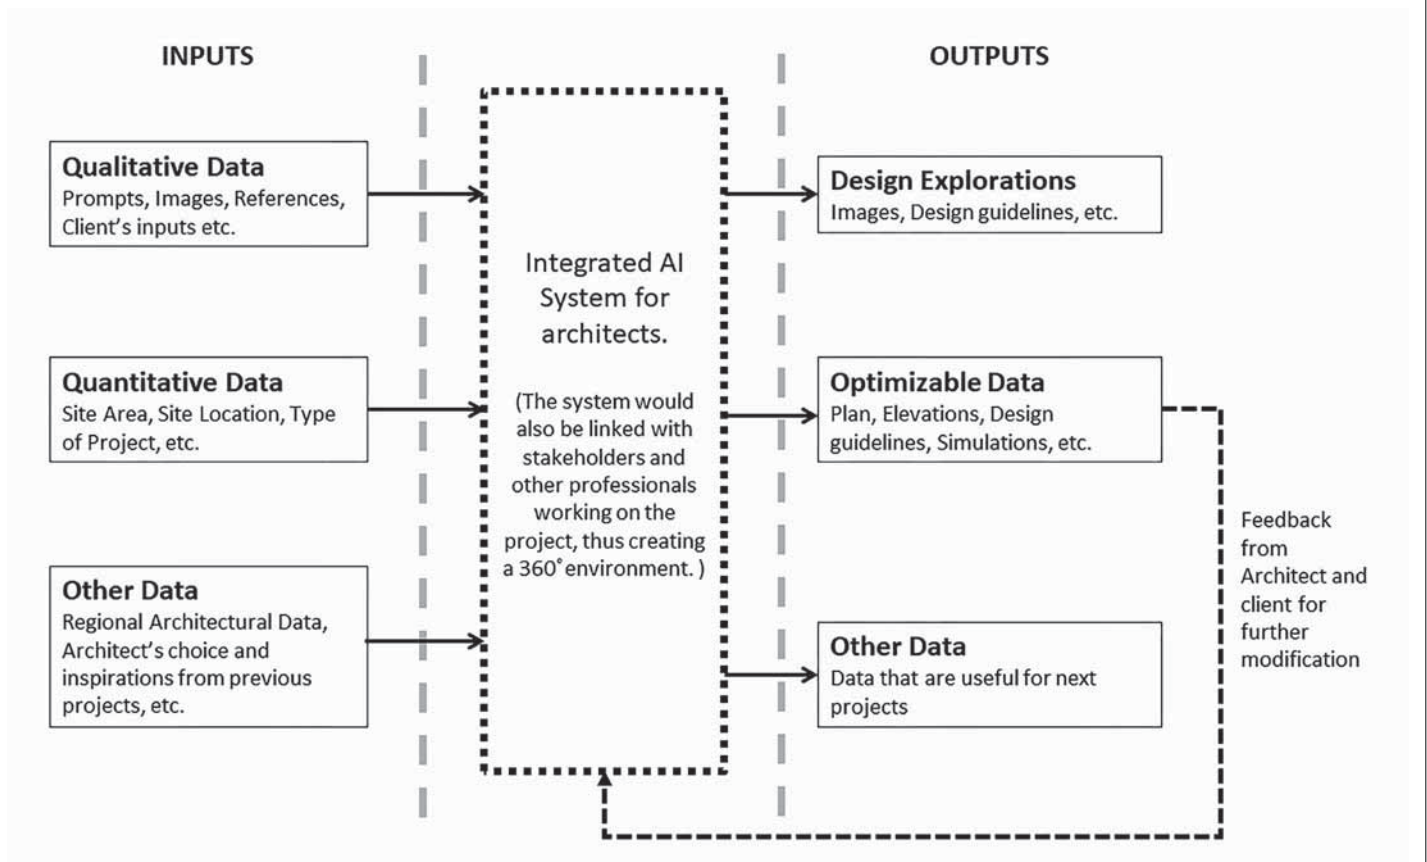 INPUTS
Qualitative Data
Prompts, Images, References,
Client's inputs etc.
Quantitative Data
Site Area, Site Location, Type
of Project, etc.
Other Data
Regional Architectural Data,
Architect's choice and
inspirations from previous
projects, etc.
Integrated AI
System for
architects.
(The system would
also be linked with
stakeholders and
other professionals
working on the
project, thus creating
a 360° environment. )
OUTPUTS
Design Explorations
Images, Design guidelines, etc.
Optimizable Data
Plan, Elevations, Design
guidelines, Simulations, etc.
Other Data
Data that are useful for next
projects
Feedback
from
Architect and
client for
further
modification